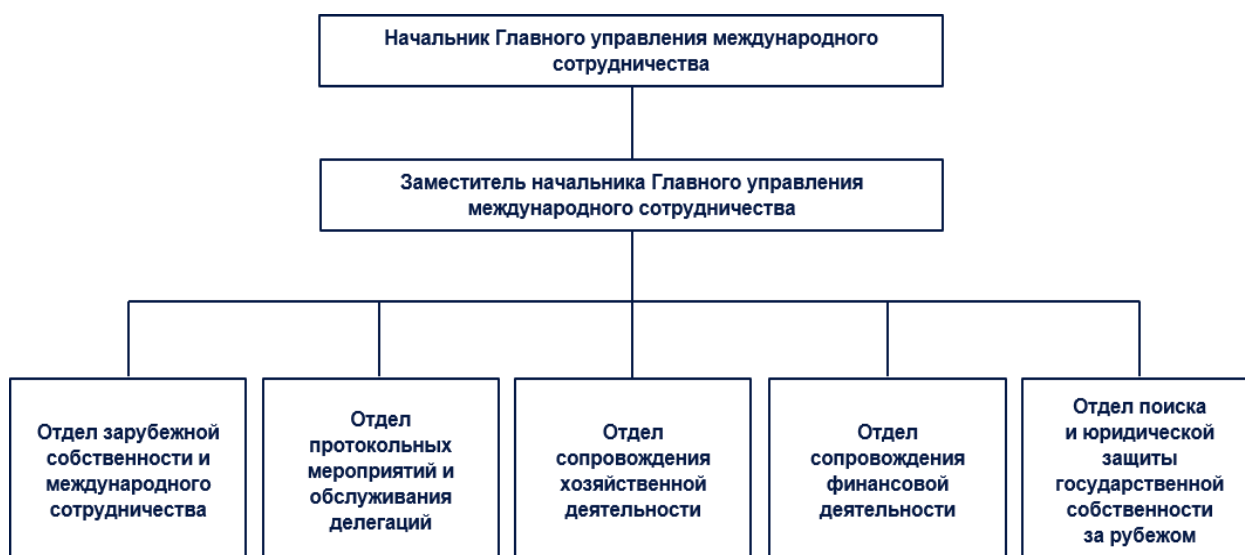 Начальник Главного управления международного
сотрудничества
Заместитель начальника Главного управления
международного сотрудничества
Отдел зарубежной
собственности и
международного
сотрудничества
Отдел
протокольных
мероприятий и
обслуживания
делегаций
Отдел
сопровождения
хозяйственной
деятельности
Отдел
сопровождения
финансовой
деятельности
Отдел поиска
и юридической
защиты
государственной
собственности
за рубежом